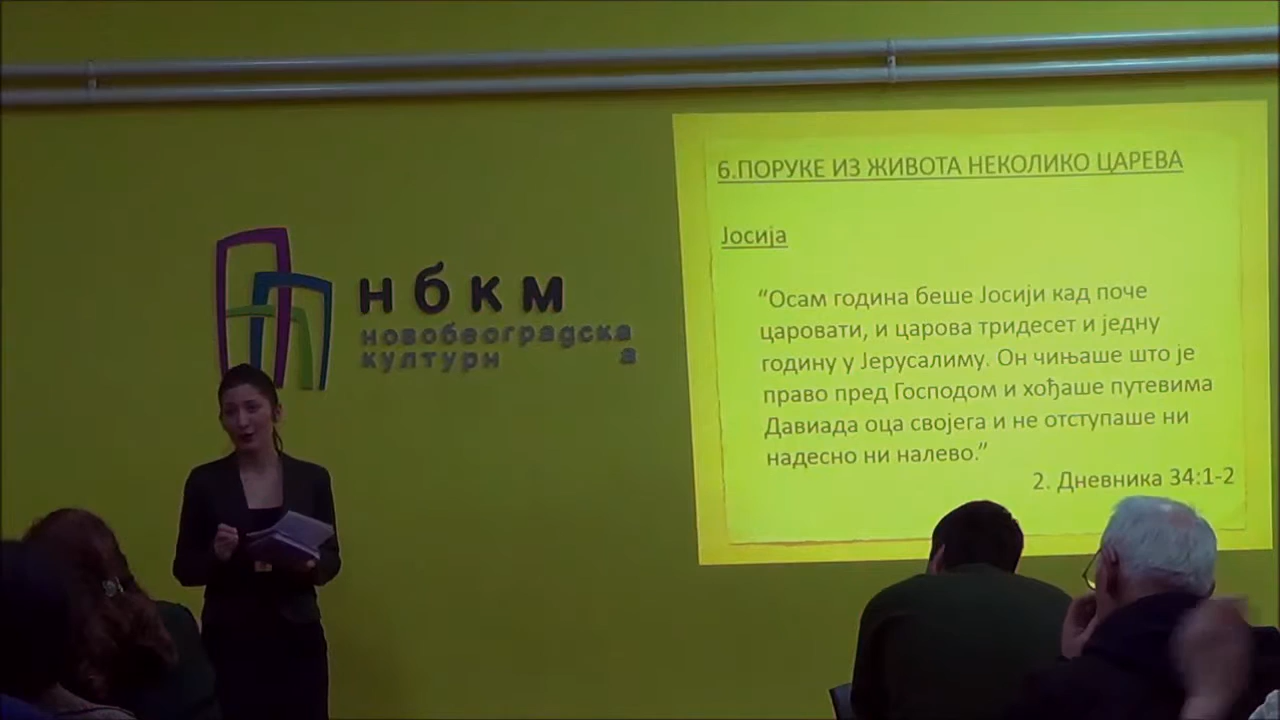 нбкм
новобеоградска
културн
а
6.ПОРУКЕ ИЗ ЖИВОТА НЕКОЛИКО ЦАРЕВА
Јосија
“Осам година беше Јосији кад поче
царовати, и царова тридесет и једну
годину у Јерусалиму. Он чињаше што је
право пред Господом и хођаше путевима
Давиада оца својега и не отступаше ни
надесно ни налево.”
2. Дневника 34:1-2